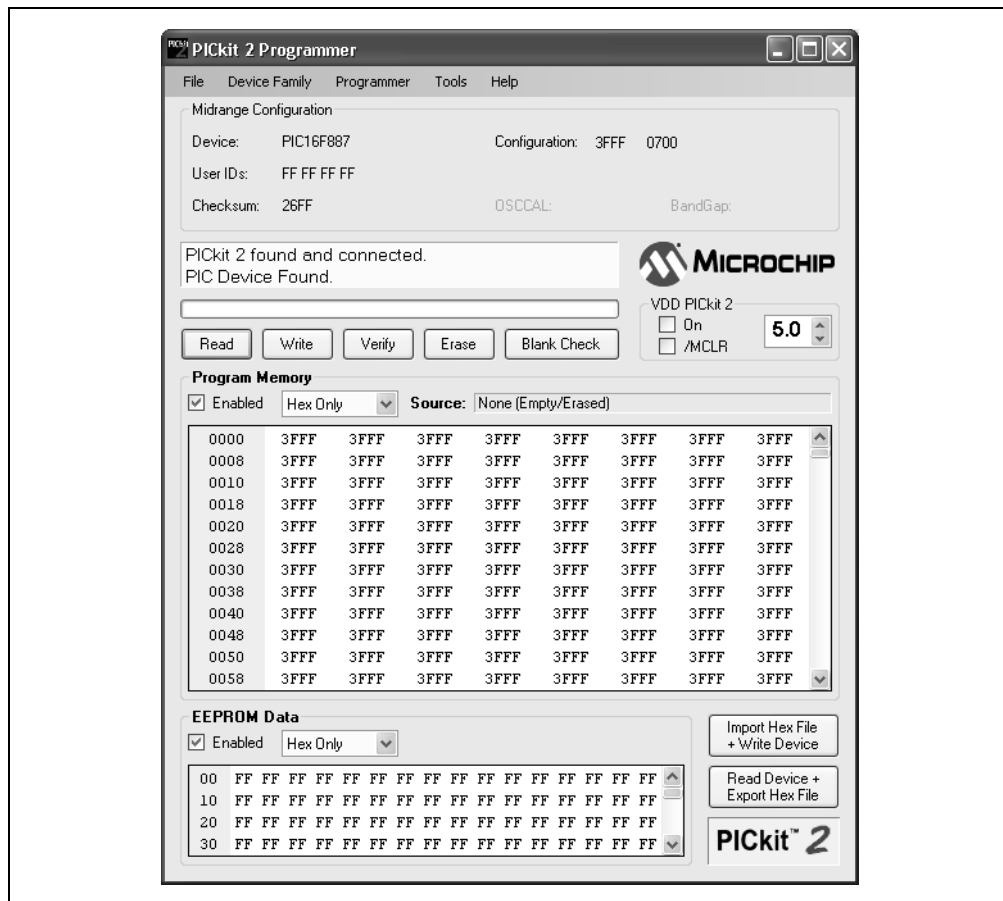 PICkit 2 Programmer
File Device Family Programmer Tools Help
Midrange Configuration
Device: PIC16F887 Configuration: 3FFF 0700
User IDs: FF FF FF FF
Checksum: 26FF OSCCAL: BandGap:
PICkit 2 found and connected.
PIC Device Found.
MICROCHIP
VDD PICkit 2
On
/MCLR
5.0
Read Write Verify Erase Blank Check
Program Memory
Enabled Hex Only Source: None (Empty/Erased)
0000 3FFF 3FFF 3FFF 3FFF 3FFF 3FFF 3FFF 3FFF
0008 3FFF 3FFF 3FFF 3FFF 3FFF 3FFF 3FFF 3FFF
0010 3FFF 3FFF 3FFF 3FFF 3FFF 3FFF 3FFF 3FFF
0018 3FFF 3FFF 3FFF 3FFF 3FFF 3FFF 3FFF 3FFF
0020 3FFF 3FFF 3FFF 3FFF 3FFF 3FFF 3FFF 3FFF
0028 3FFF 3FFF 3FFF 3FFF 3FFF 3FFF 3FFF 3FFF
0030 3FFF 3FFF 3FFF 3FFF 3FFF 3FFF 3FFF 3FFF
0038 3FFF 3FFF 3FFF 3FFF 3FFF 3FFF 3FFF 3FFF
0040 3FFF 3FFF 3FFF 3FFF 3FFF 3FFF 3FFF 3FFF
0048 3FFF 3FFF 3FFF 3FFF 3FFF 3FFF 3FFF 3FFF
0050 3FFF 3FFF 3FFF 3FFF 3FFF 3FFF 3FFF 3FFF
0058 3FFF 3FFF 3FFF 3FFF 3FFF 3FFF 3FFF 3FFF
EEPROM Data
Enabled Hex Only
00 FF FF FF FF FF FF FF FF FF FF FF FF FF FF FF FF
10 FF FF FF FF FF FF FF FF FF FF FF FF FF FF FF FF
20 FF FF FF FF FF FF FF FF FF FF FF FF FF FF FF FF
30 FF FF FF FF FF FF FF FF FF FF FF FF FF FF FF FF
Import Hex File
+ Write Device
Read Device +
Export Hex File
PICkit™ 2